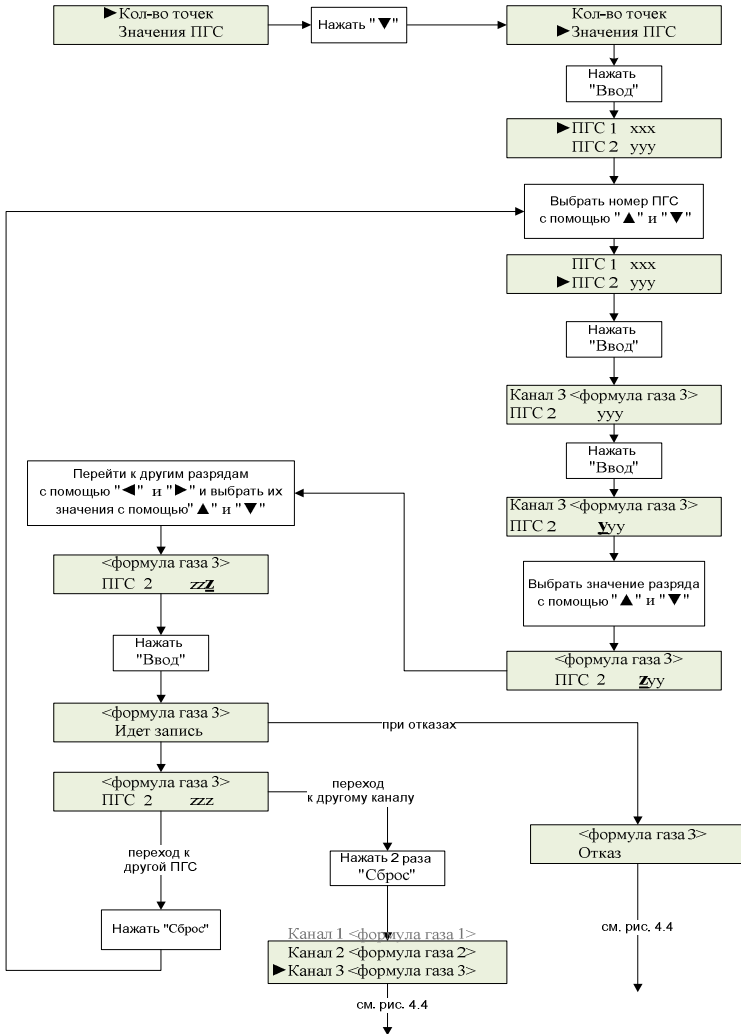 ►Кол-во точек
Значения ПГС
Нажать "▼"
Кол-во точек
►Значения ПГС
Нажать
"Ввод"
►ПГС 1 xxx
ПГС 2 yyy
Выбрать номер ПГС
с помощью "▲" и "▼"
ПГС 1 xxx
►ПГС 2 yyy
Нажать
"Ввод"
Канал 3 <формула газа 3>
ПГС 2 yyy
Нажать
"Ввод"
Канал 3 <формула газа 3>
ПГС 2 yyy
Выбрать значение разряда
с помощью "▲" и "▼"
<формула газа 3>
ПГС 2 zyy
Перейти к другим разрядам
с помощью "◄" и "►" и выбрать их
значения с помощью"▲" и "▼"
<формула газа 3>
ПГС 2 zzz
Нажать
"Ввод"
<формула газа 3>
Идет запись
при отказах
<формула газа 3>
ПГС 2 zzz
переход
к другому каналу
<формула газа 3>
Отказ
переход к
другой ПГС
Нажать 2 раза
"Сброс"
Нажать "Сброс"
см. рис. 4.4
Канал 1 <формула газа 1>
Канал 2 <формула газа 2>
►Канал 3 <формула газа 3>
см. рис. 4.4